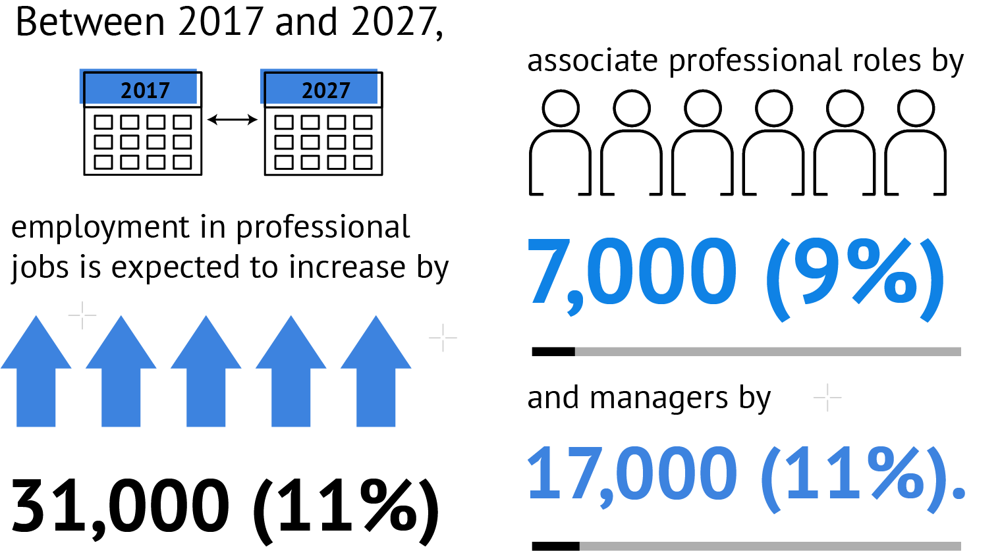 Between 2017 and 2027,
2017
2027
employment in professional
jobs is expected to increase by
31,000 (11%)
associate professional roles by
7,000 (9%)
and managers by
17,000 (11%).